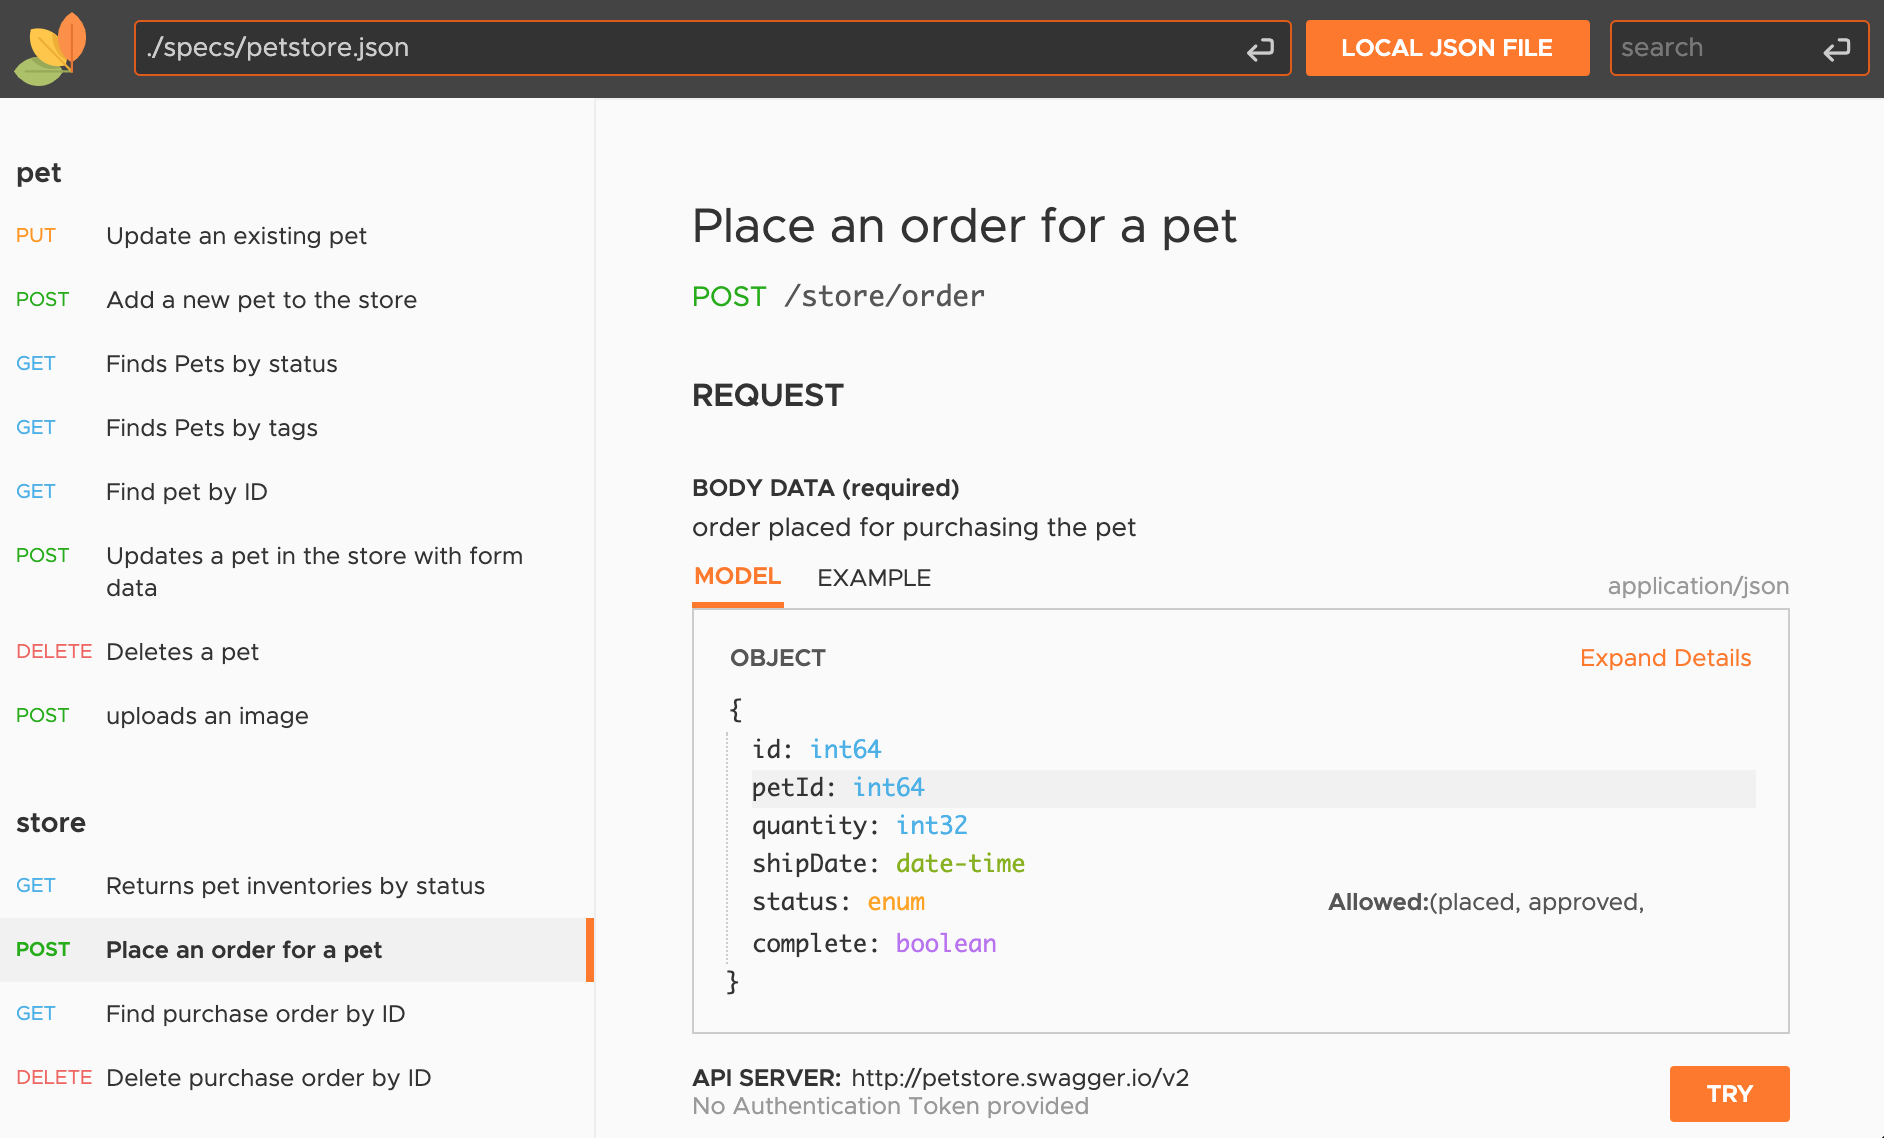 ./specs/petstore.json
LOCAL JSON FILE
search
pet
PUT Update an existing pet
POST Add a new pet to the store
GET Finds Pets by status
GET Finds Pets by tags
GET Find pet by ID
POST Updates a pet in the store with form
data
DELETE Deletes a pet
POST uploads an image
store
GET Returns pet inventories by status
POST Place an order for a pet
GET Find purchase order by ID
DELETE Delete purchase order by ID
Place an order for a pet
POST /store/order
REQUEST
BODY DATA (required)
order placed for purchasing the pet
MODEL EXAMPLE
application/json
OBJECT Expand Details
{
id: int64
petId: int64
quantity: int32
shipDate: date-time
status: enum Allowed:(placed, approved,
complete: boolean
}
API SERVER: http://petstore.swagger.io/v2
No Authentication Token provided
TRY